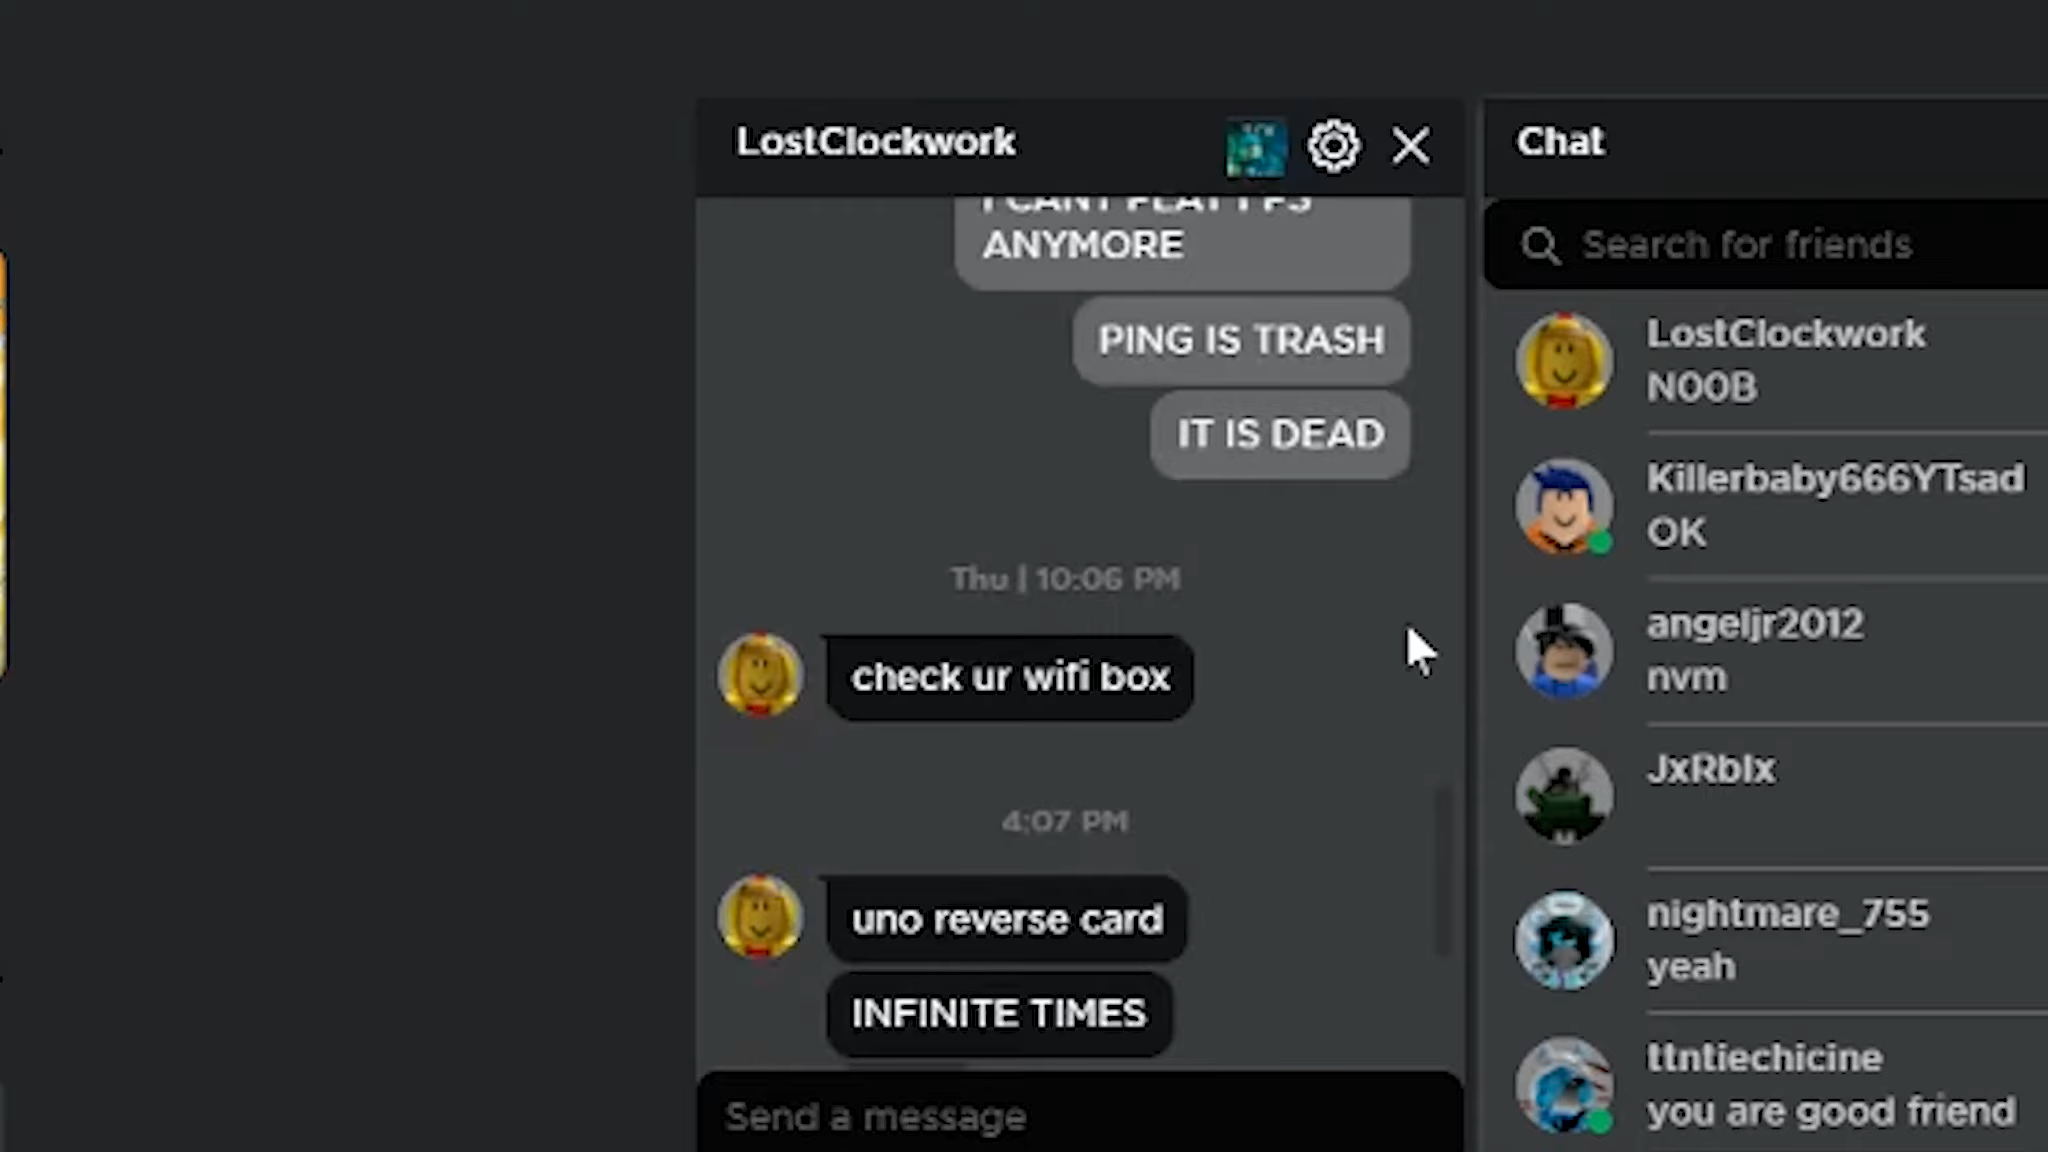 LostClockwork
ANYMORE
PING IS TRASH
IT IS DEAD
Thu | 10:06 PM
check ur wifi box
4:07 PM
uno reverse card
INFINITE TIMES
Send a message
Chat
Search for friends
LostClockwork
N00B
Killerbaby666YTsad
OK
angeljr2012
nvm
JxRblx
nightmare_755
yeah
ttntiechicine
you are good friend